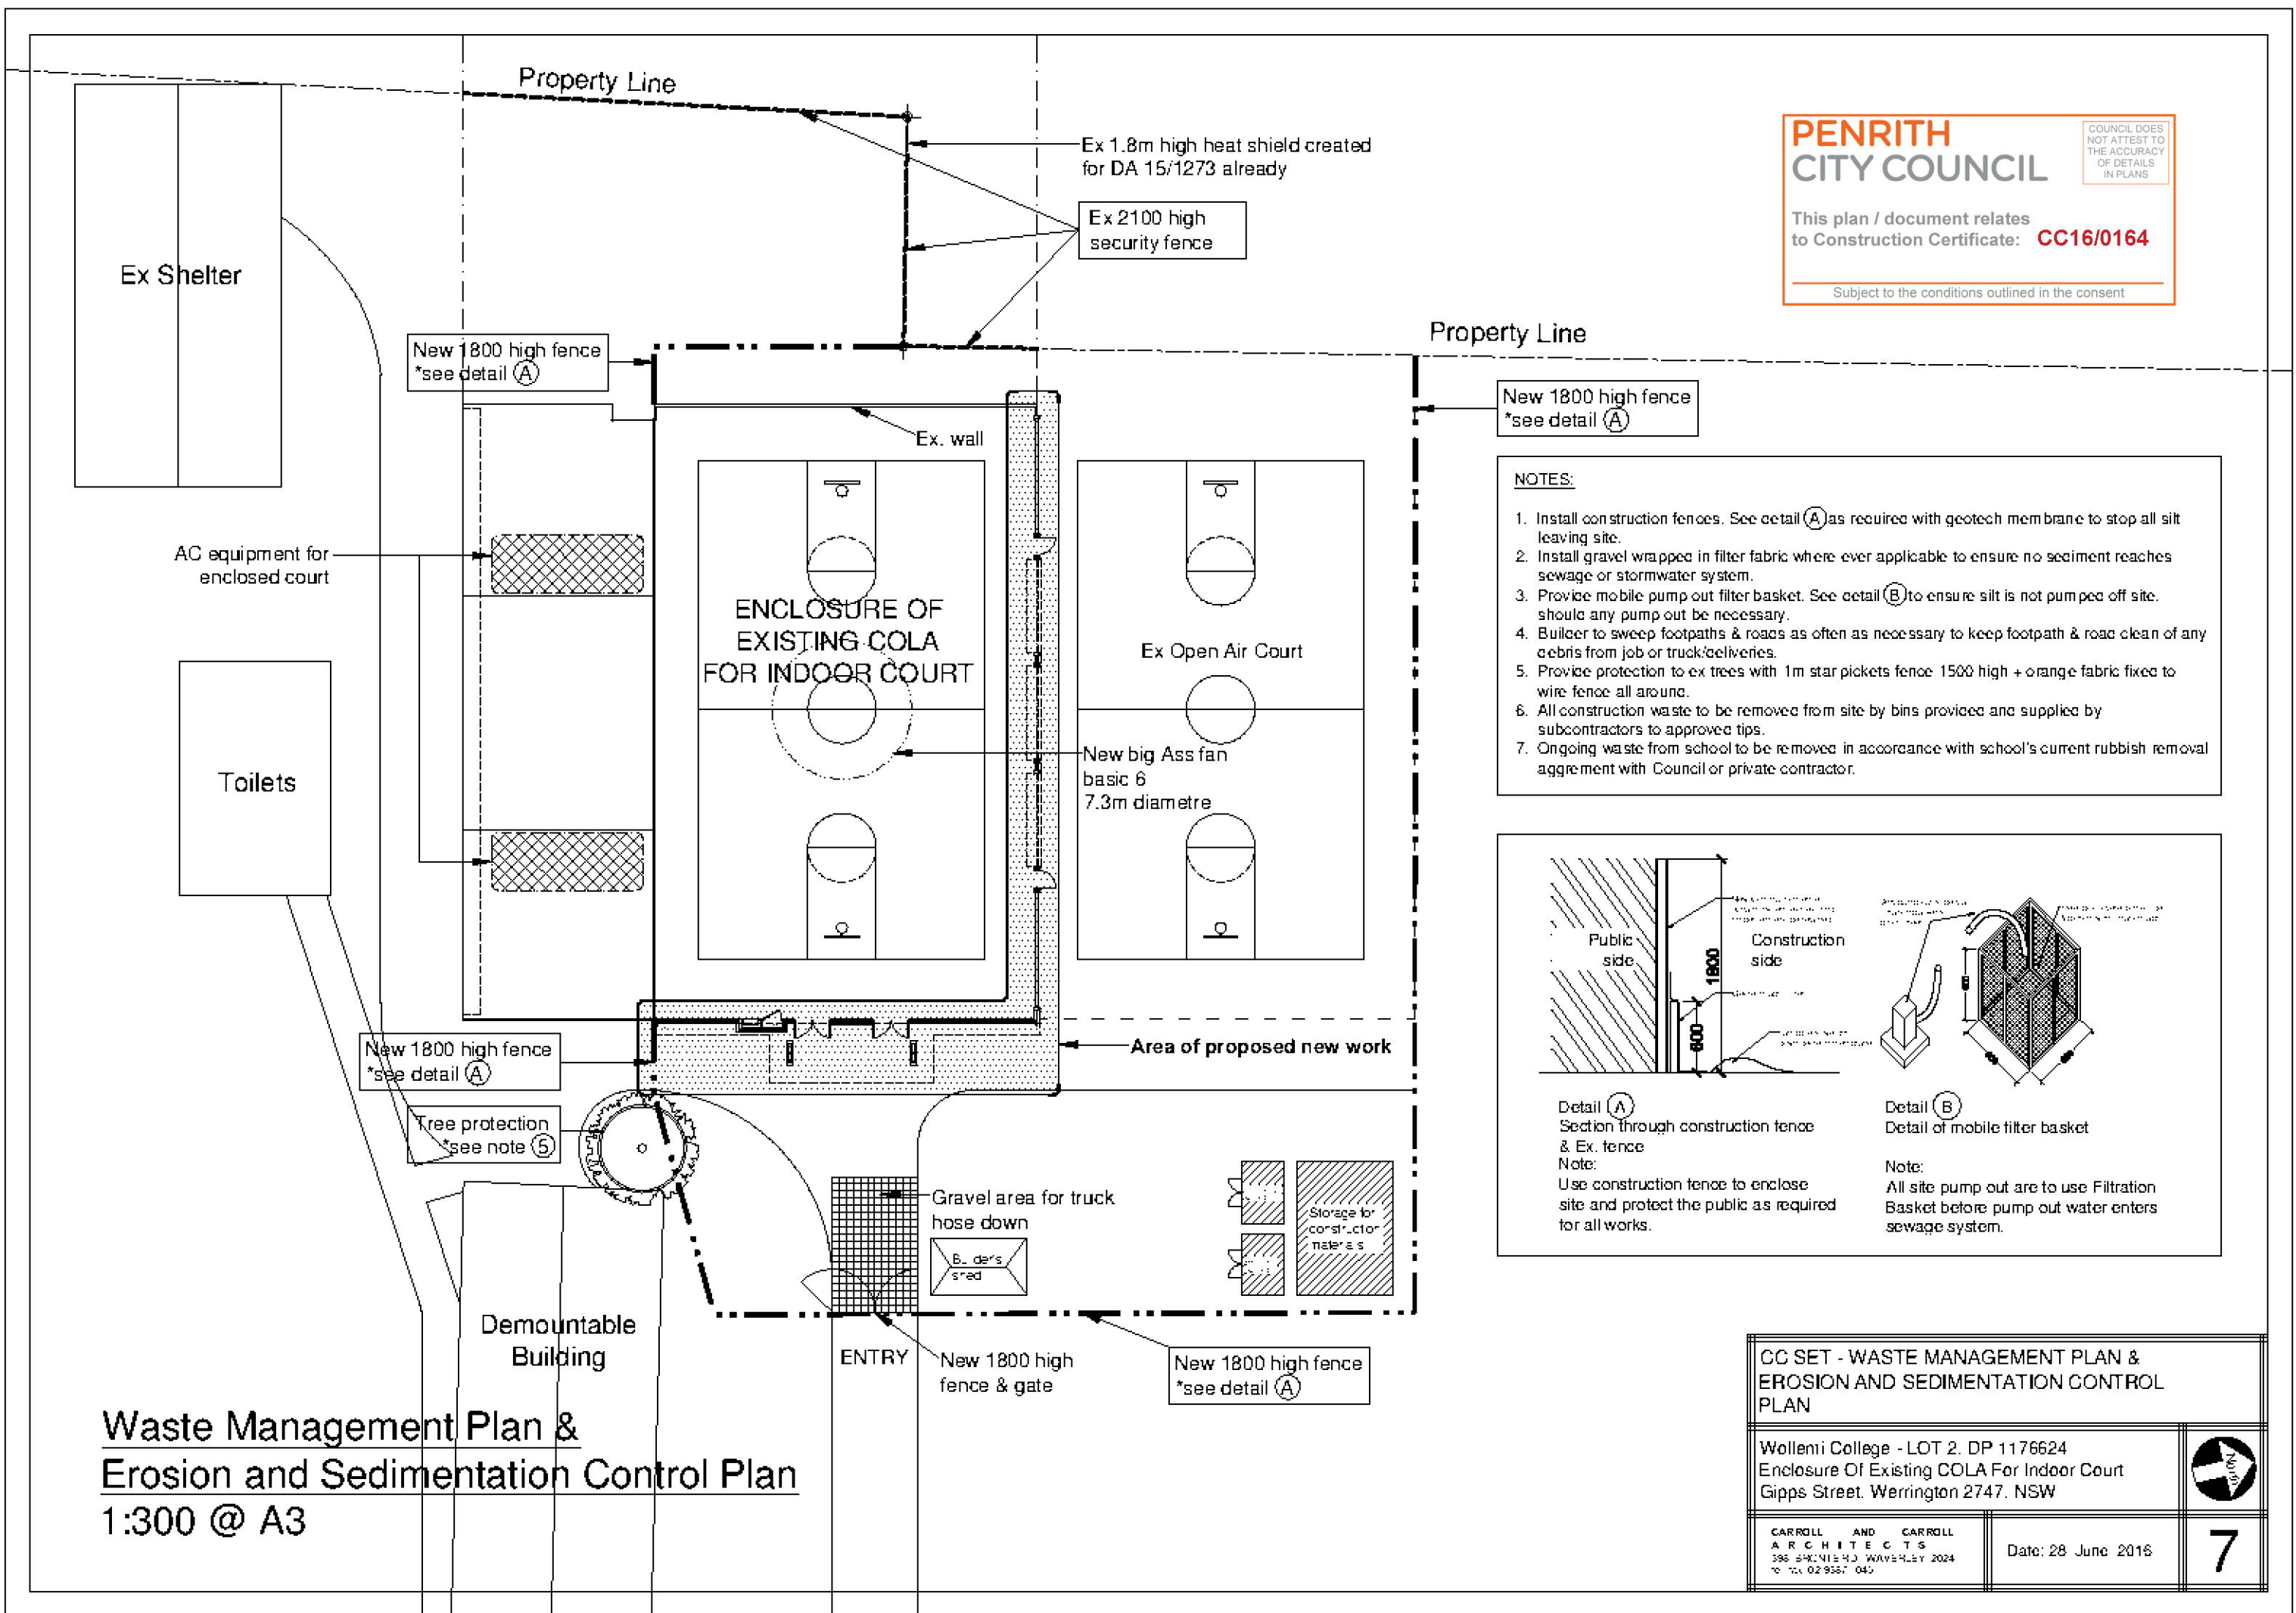 Property Line
Ex 1.8m high heat shield created
for DA 15/1273 already
Ex 2100 high
security fence
PENRITH
CITY COUNCIL
COUNCIL DOES
NOT ATTEST TO
THE ACCURACY
OF DETAILS
IN PLANS
This plan / document relates
to Construction Certificate: CC16/0164
Subject to the conditions outlined in the consent
Ex Shelter
New 1800 high fence
*see detail A
Property Line
New 1800 high fence
*see detail A
Ex. wall
AC equipment for
enclosed court
ENCLOSURE OF
EXISTING COLA
FOR INDOOR COURT
Ex Open Air Court
New big Ass fan
basic 6
7.3m diametre
Toilets
NOTES:
1. Install construction fences. See detail A as required with geotech membrane to stop all silt
leaving site.
2. Install gravel wrapped in filter fabric where ever applicable to ensure no sediment reaches
sewage or stormwater system.
3. Provide mobile pump out filter basket. See detail B to ensure silt is not pumped off site.
should any pump out be necessary.
4. Builder to sweep footpaths & roads as often as necessary to keep footpath & road clean of any
debris from job or truck/deliveries.
5. Provide protection to ex trees with 1m star pickets fence 1500 high + orange fabric fixed to
wire fence all around.
6. All construction waste to be removed from site by bins provided and supplied by
subcontractors to approved tips.
7. Ongoing waste from school to be removed in accordance with school's current rubbish removal
aggrement with Council or private contractor.
Public
side
Construction
side
1800
600
Detail A
Section through construction fence
& Ex. fence
Note:
Use construction fence to enclose
site and protect the public as required
for all works.
Detail B
Detail of mobile filter basket
Note:
All site pump out are to use Filtration
Basket before pump out water enters
sewage system.
New 1800 high fence
*see detail A
Area of proposed new work
Tree protection
*see note 5
Gravel area for truck
hose down
Builder's
shed
Storage for
construction
materials
Demountable
Building
ENTRY
New 1800 high
fence & gate
New 1800 high fence
*see detail A
Waste Management Plan &
Erosion and Sedimentation Control Plan
1:300 @ A3
CC SET - WASTE MANAGEMENT PLAN &
EROSION AND SEDIMENTATION CONTROL
PLAN
Wollemi College - LOT 2. DP 1176624
Enclosure Of Existing COLA For Indoor Court
Gipps Street. Werrington 2747. NSW
North
CARROLL AND CARROLL
ARCHITECTS
WAVERLEY 2024
Date: 28 June 2016
7